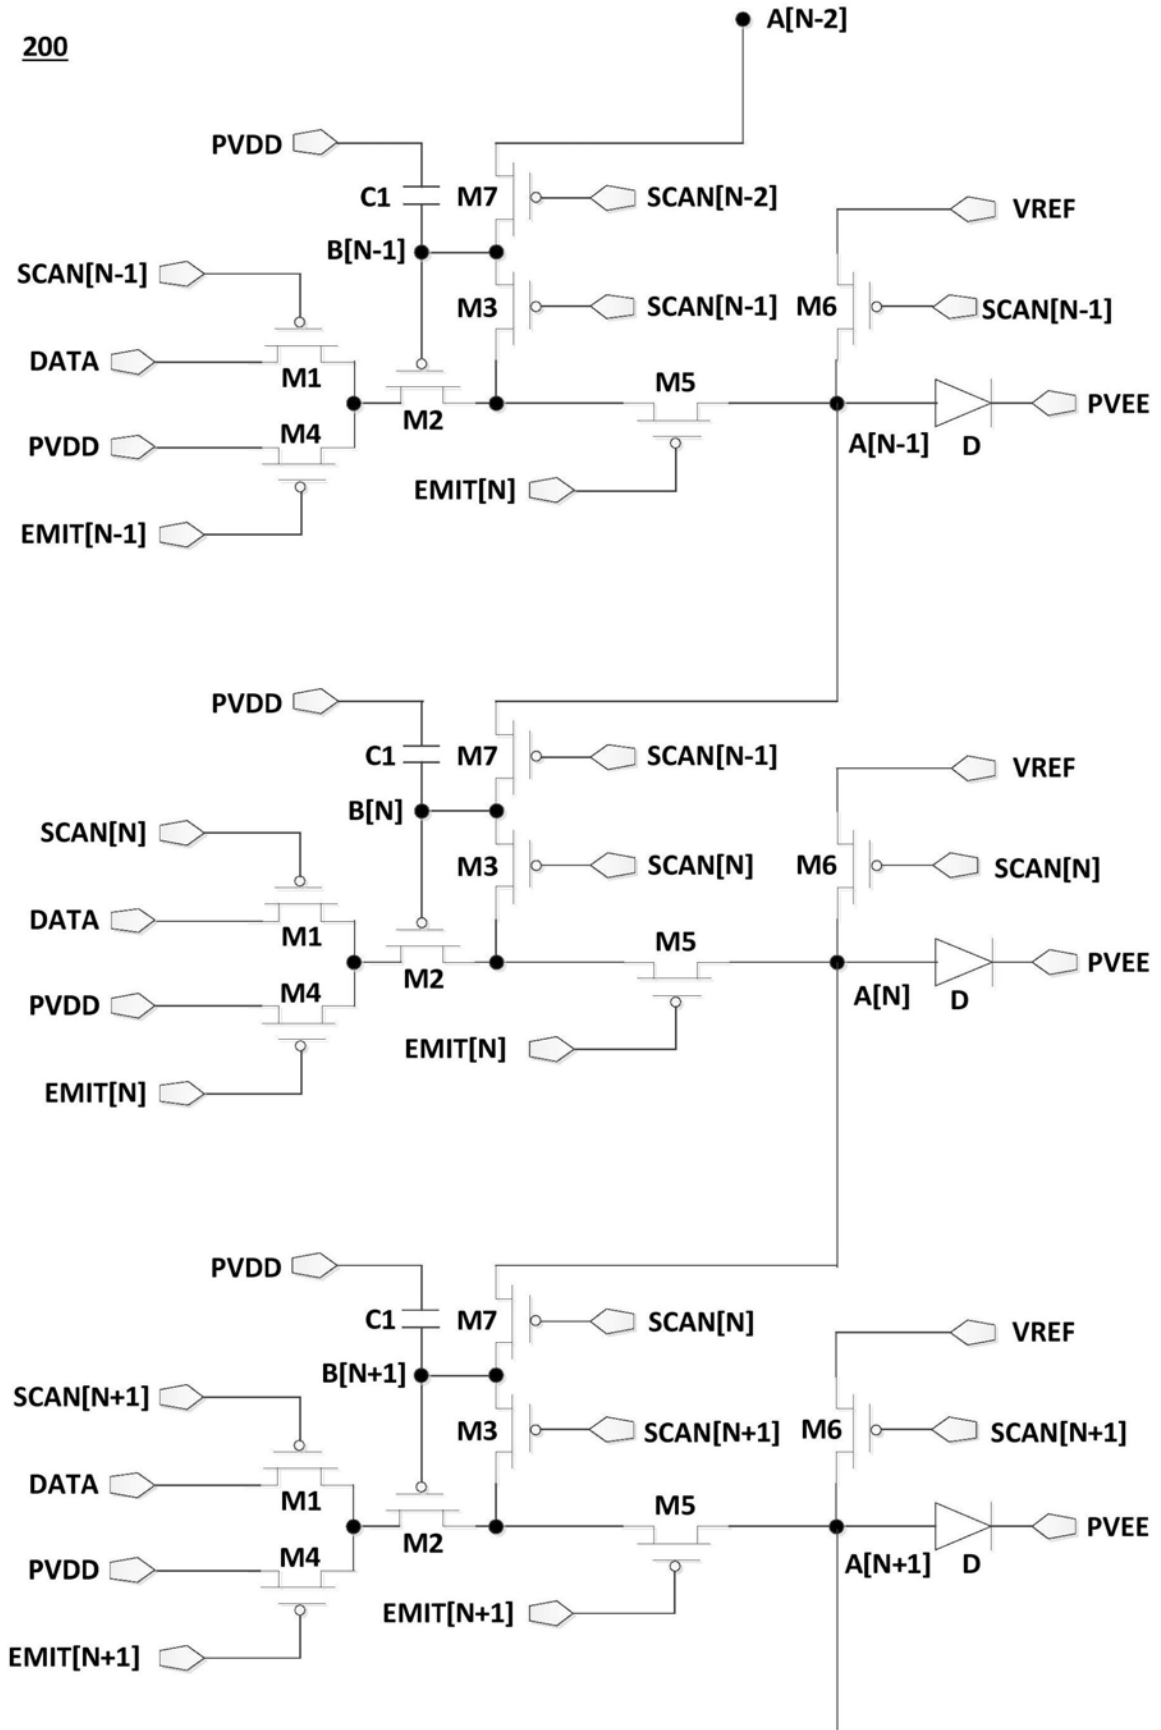 A[N-2]
200
PVDD
C1
M7
SCAN[N-2]
VREF
B[N-1]
SCAN[N-1]
M3
SCAN[N-1]
M6
SCAN[N-1]
DATA
M1
M5
M2
PVEE
PVDD
M4
A[N-1]
D
EMIT[N]
EMIT[N-1]
PVDD
C1
M7
SCAN[N-1]
VREF
B[N]
SCAN[N]
M3
SCAN[N]
M6
SCAN[N]
DATA
M1
M5
M2
PVEE
PVDD
M4
A[N]
D
EMIT[N]
EMIT[N]
PVDD
C1
M7
SCAN[N]
VREF
B[N+1]
SCAN[N+1]
M3
SCAN[N+1]
M6
SCAN[N+1]
DATA
M1
M5
M2
PVEE
PVDD
M4
A[N+1]
D
EMIT[N+1]
EMIT[N+1]